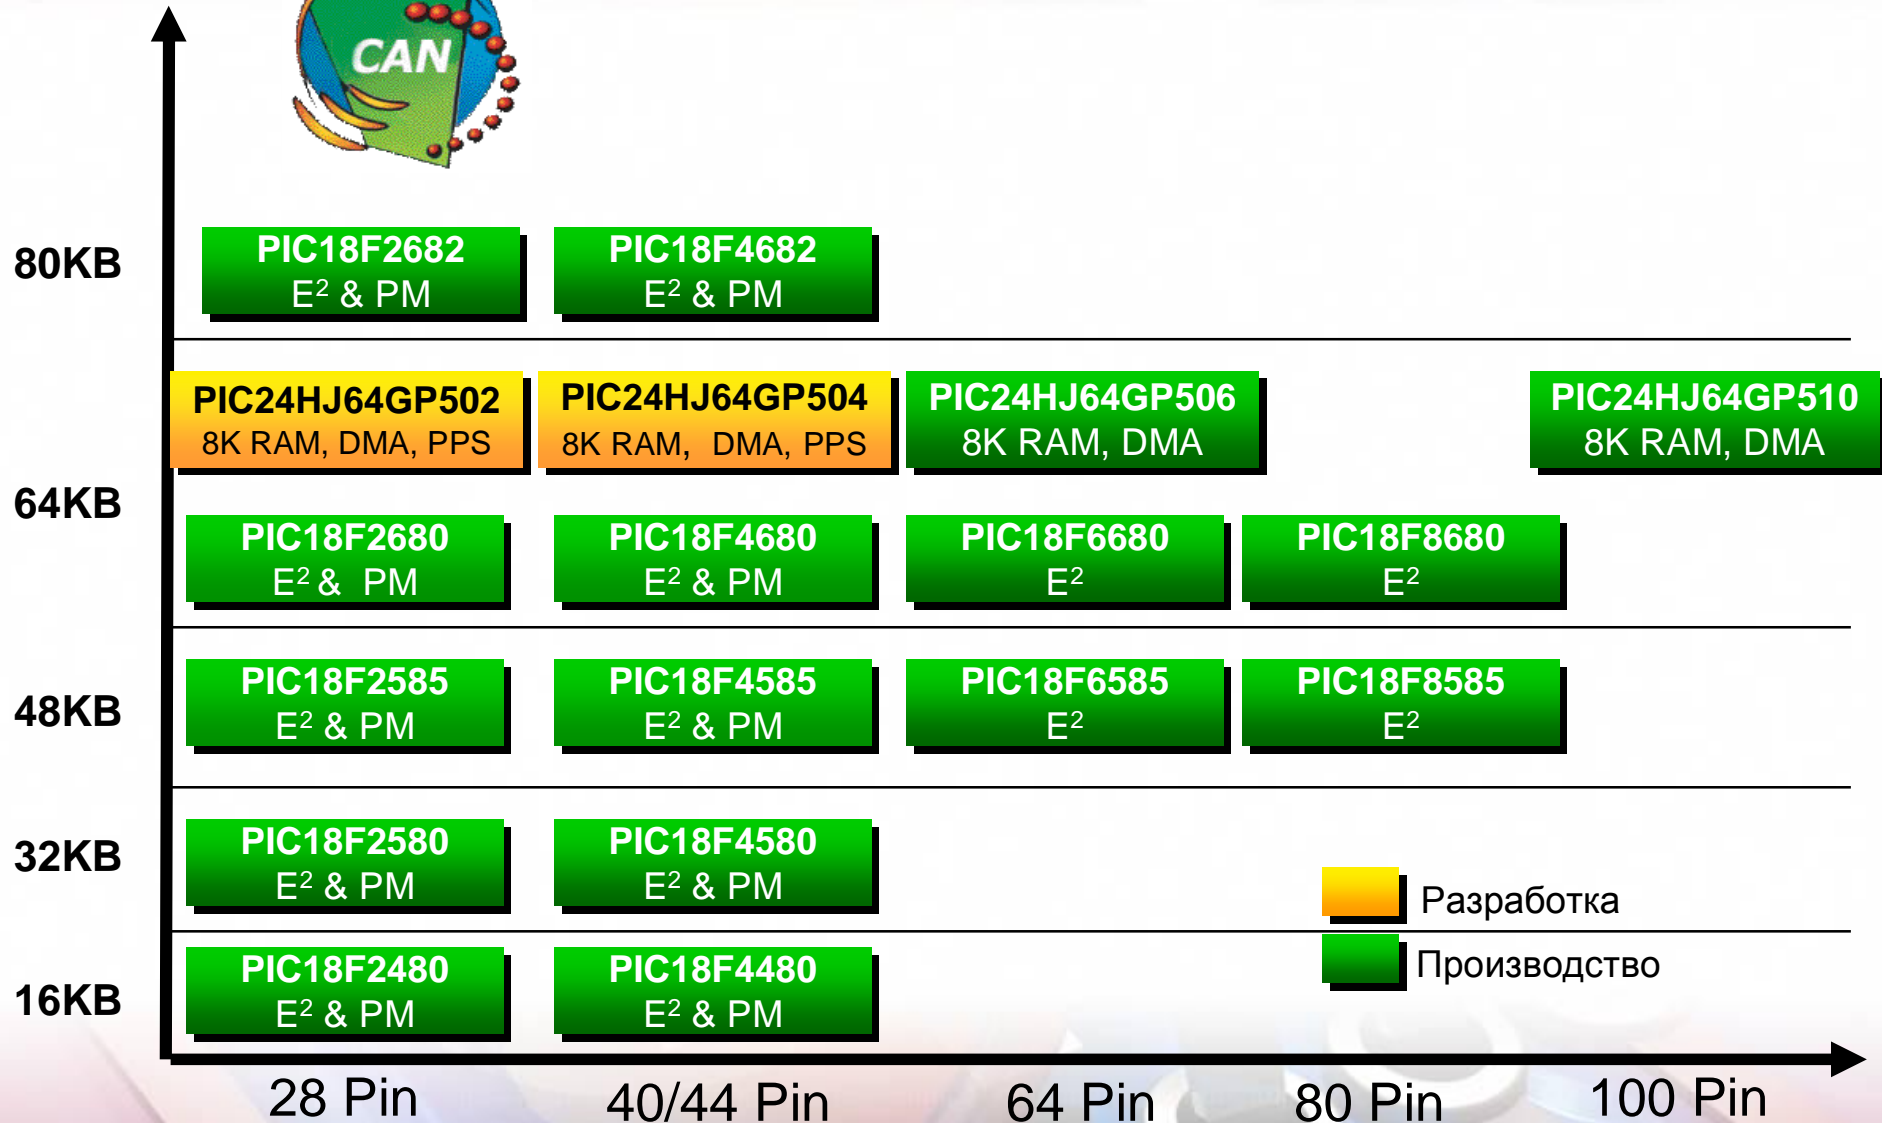 CAN
80KB
PIC18F2682
E² & PM
PIC18F4682
E² & PM
64KB
PIC24HJ64GP502
8K RAM, DMA, PPS
PIC24HJ64GP504
8K RAM, DMA, PPS
PIC24HJ64GP506
8K RAM, DMA
PIC24HJ64GP510
8K RAM, DMA
PIC18F2680
E² & PM
PIC18F4680
E² & PM
PIC18F6680
E²
PIC18F8680
E²
48KB
PIC18F2585
E² & PM
PIC18F4585
E² & PM
PIC18F6585
E²
PIC18F8585
E²
32KB
PIC18F2580
E² & PM
PIC18F4580
E² & PM
Разработка
Производство
16KB
PIC18F2480
E² & PM
PIC18F4480
E² & PM
28 Pin
40/44 Pin
64 Pin
80 Pin
100 Pin